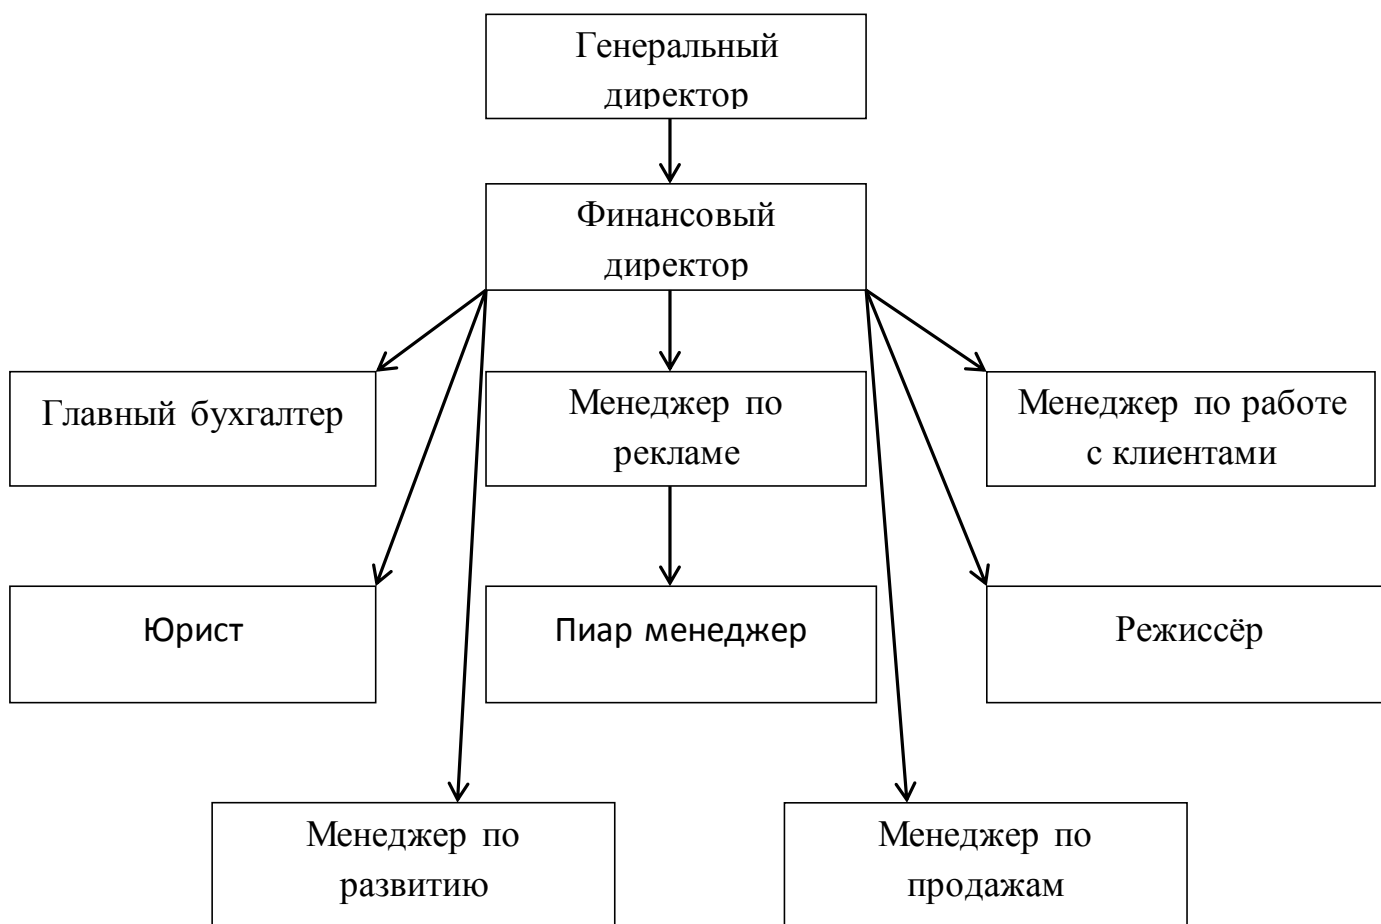 Генеральный
директор
Финансовый
директор
Главный бухгалтер
Менеджер по
рекламе
Менеджер по работе
с клиентами
Юрист
Пиар менеджер
Режиссёр
Менеджер по
развитию
Менеджер по
продажам